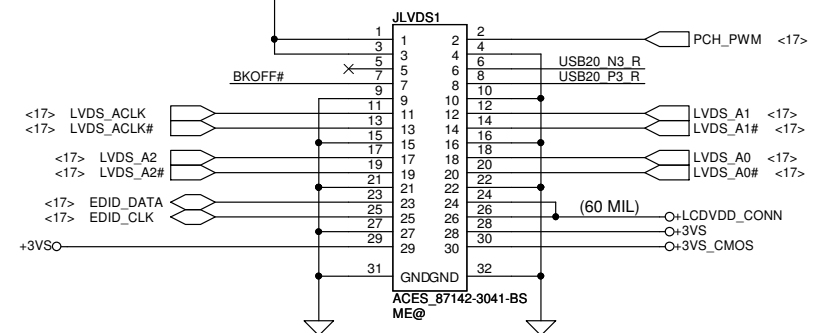 JLVDS1
1 1 2 2 PCH_PWM <17>
3 3 4 4
5 5 6 6 USB20_N3_R
BKOFF# 7 7 8 8 USB20_P3_R
9 9 10 10
<17> LVDS_ACLK 11 11 12 12 LVDS_A1 <17>
<17> LVDS_ACLK# 13 13 14 14 LVDS_A1# <17>
15 15 16 16
<17> LVDS_A2 17 17 18 18 LVDS_A0 <17>
<17> LVDS_A2# 19 19 20 20 LVDS_A0# <17>
21 21 22 22
<17> EDID_DATA 23 23 24 24
<17> EDID_CLK 25 25 26 26 (60 MIL) +LCDVDD_CONN
27 27 28 28 +3VS
+3VS 29 29 30 30 +3VS_CMOS
31 GND GND 32
ACES_87142-3041-BS
ME@